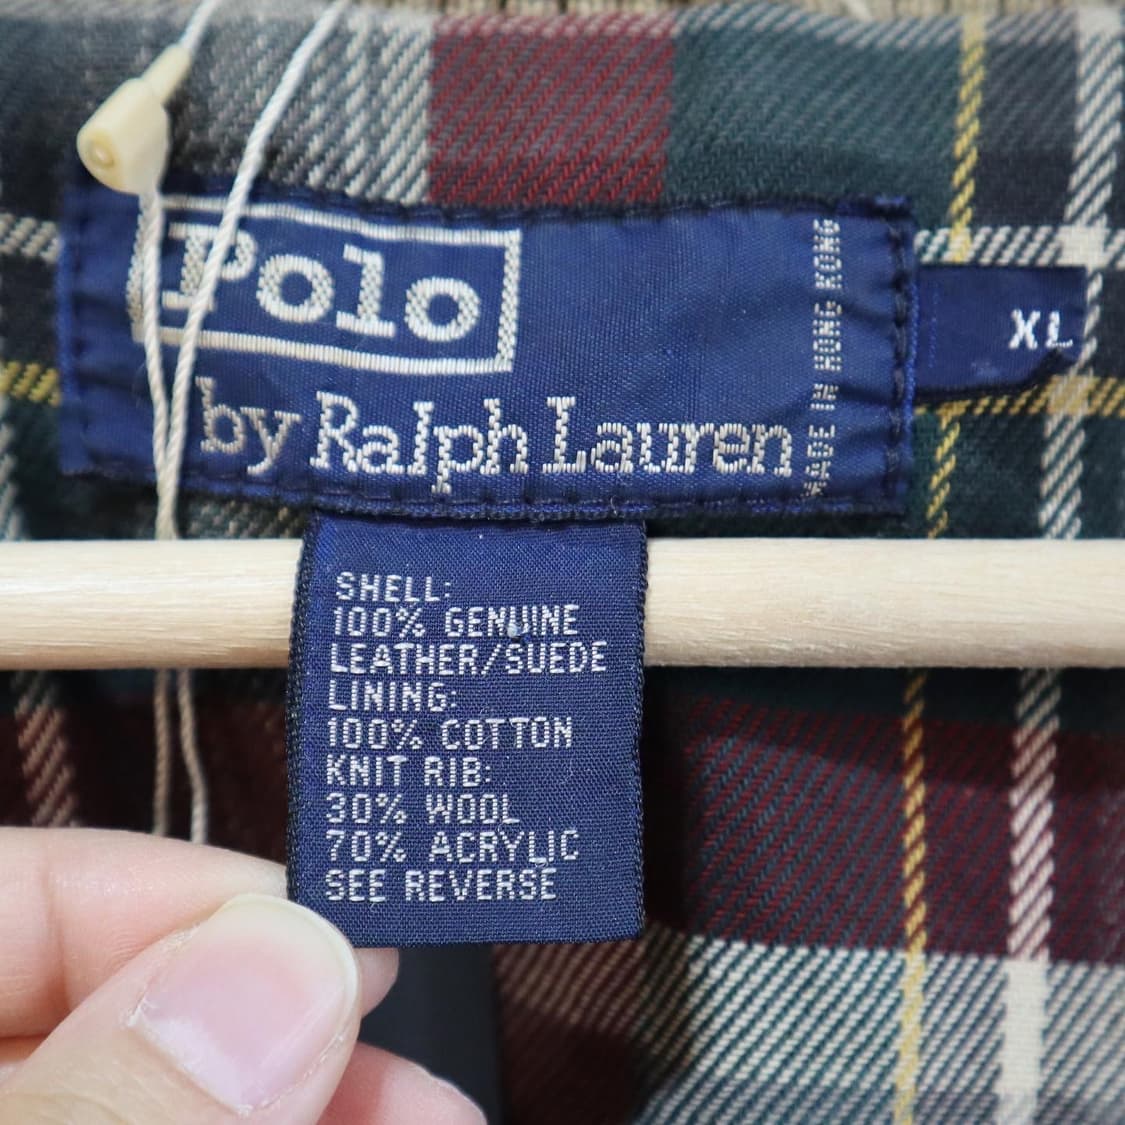 Polo
by Ralph Lauren
MADE IN HONG KONG
XL
SHELL:
100% GENUINE
LEATHER/SUEDE
LINING:
100% COTTON
KNIT RIB:
30% WOOL
70% ACRYLIC
SEE REVERSE